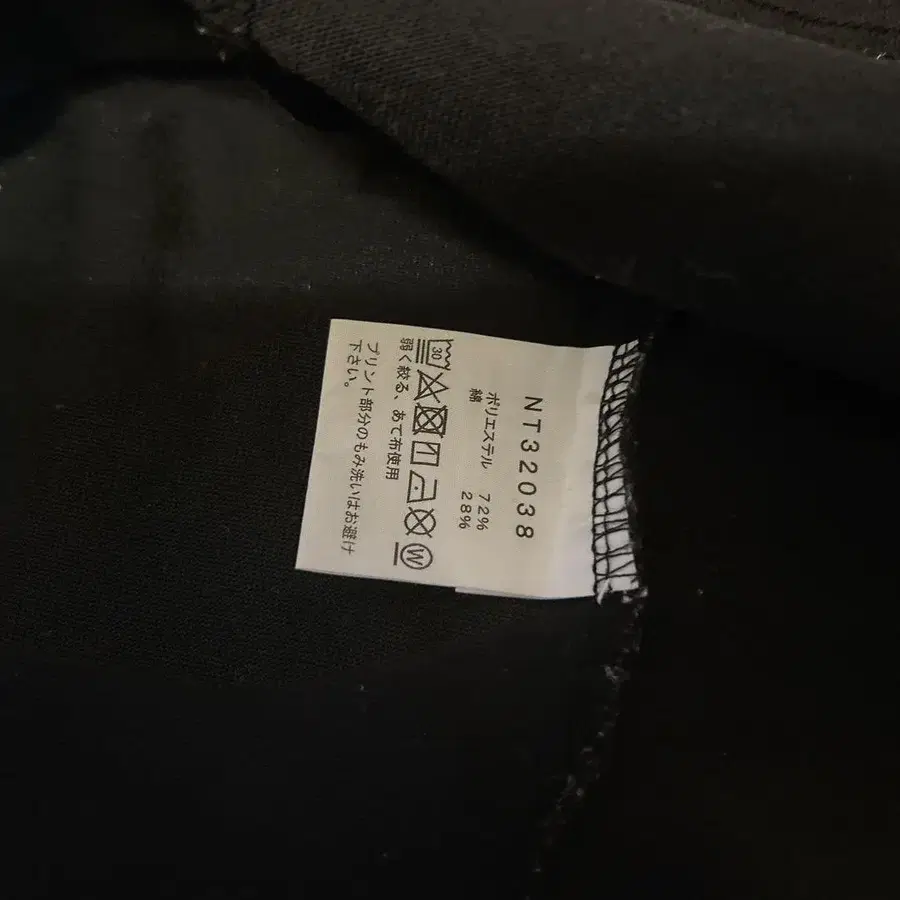 NT32038
ポリエステル 72%
綿 28%
30
W
弱く絞る、あて布使用
プリント部分のもみ洗いはお避け
下さい。